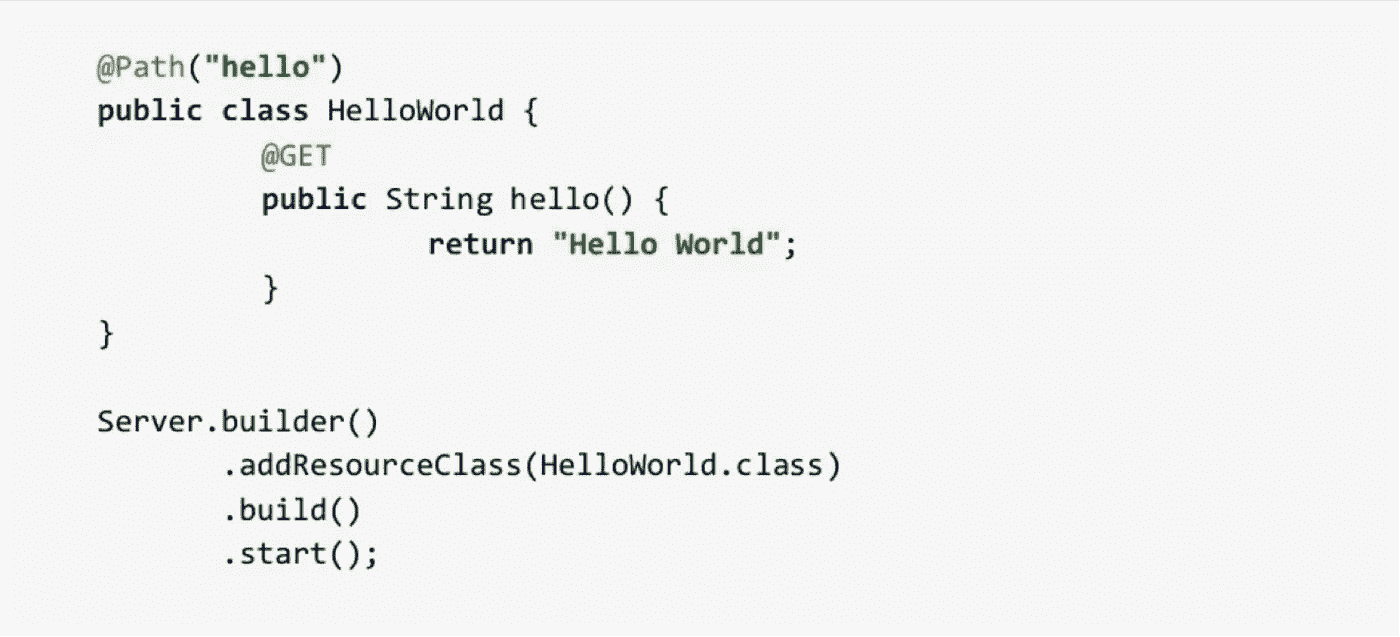 @Path("hello")
public class HelloWorld {
@GET
public String hello() {
return "Hello World";
}
}
Server.builder()
.addResourceClass(HelloWorld.class)
.build()
.start();